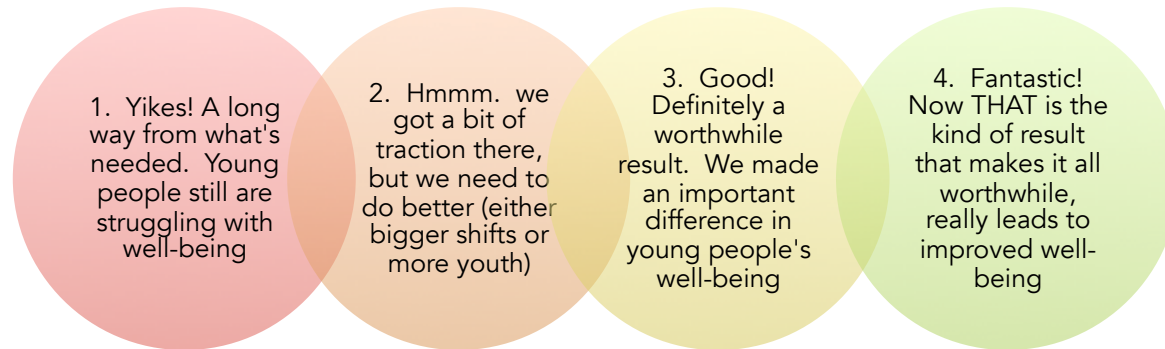 1.  Yikes! A long
way from what's
needed.  Young
people still are
struggling with
well-being
2.  Hmmm.  we
got a bit of
traction there,
but we need to
do better (either
bigger shifts or
more youth)
3.  Good!
Definitely a
worthwhile
result.  We made
an important
difference in
young people's
well-being
4.  Fantastic!
Now THAT is the
kind of result
that makes it all
worthwhile,
really leads to
improved well-
being